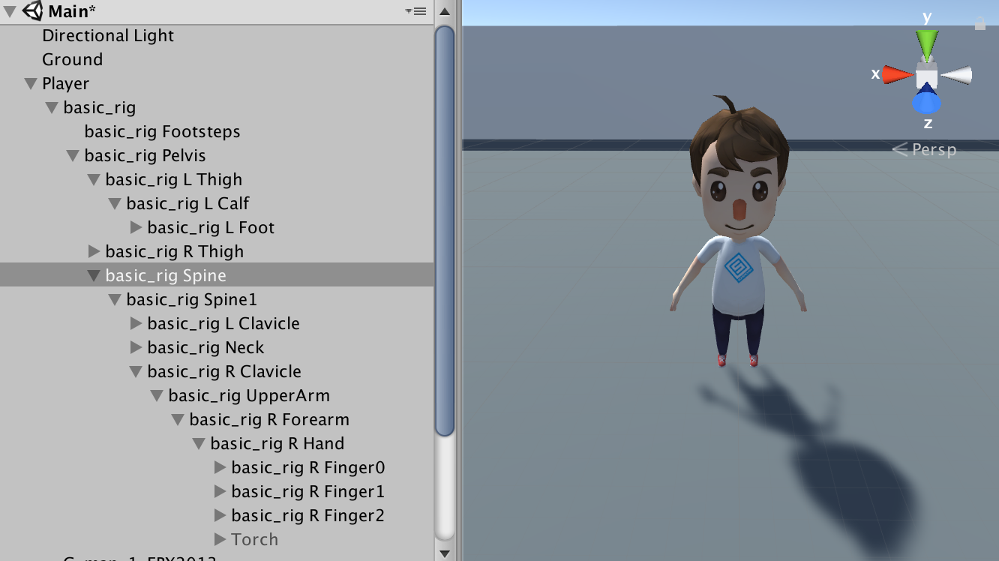 Main*
Directional Light
Ground
Player
basic_rig
basic_rig Footsteps
basic_rig Pelvis
basic_rig L Thigh
basic_rig L Calf
basic_rig L Foot
basic_rig R Thigh
basic_rig Spine
basic_rig Spine1
basic_rig L Clavicle
basic_rig Neck
basic_rig R Clavicle
basic_rig UpperArm
basic_rig R Forearm
basic_rig R Hand
basic_rig R Finger0
basic_rig R Finger1
basic_rig R Finger2
Torch
y
x
z
Persp